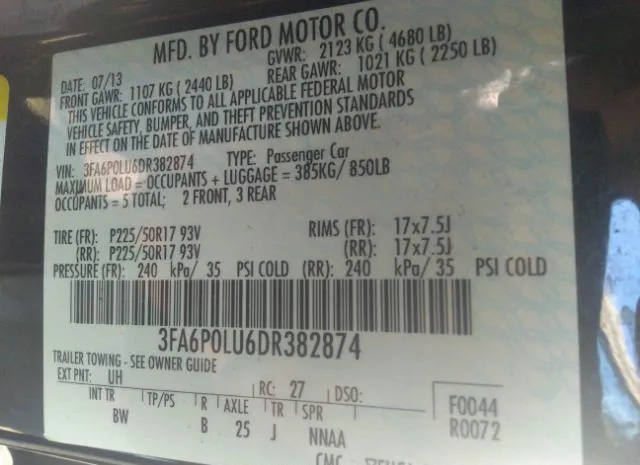 MFD. BY FORD MOTOR CO.
DATE: 07/13 GVWR: 2123 KG ( 4680 LB)
FRONT GAWR: 1107 KG ( 2440 LB) REAR GAWR: 1021 KG ( 2250 LB)
THIS VEHICLE CONFORMS TO ALL APPLICABLE FEDERAL MOTOR
VEHICLE SAFETY, BUMPER, AND THEFT PREVENTION STANDARDS
IN EFFECT ON THE DATE OF MANUFACTURE SHOWN ABOVE.
VIN: 3FA6P0LU6DR382874 TYPE: Passenger Car
MAXIMUM LOAD = OCCUPANTS + LUGGAGE = 385KG/ 850LB
OCCUPANTS = 5 TOTAL; 2 FRONT, 3 REAR
TIRE (FR): P225/50R17 93V RIMS (FR): 17x7.5J
(RR): P225/50R17 93V (RR): 17x7.5J
PRESSURE (FR): 240 kPa/ 35 PSI COLD (RR): 240 kPa/ 35 PSI COLD
3FA6P0LU6DR382874
TRAILER TOWING - SEE OWNER GUIDE
EXT PNT: UH RC: 27 DSO: F0044
INT TR TP/PS R AXLE TR SPR R0072
BW B 25 J NNAA